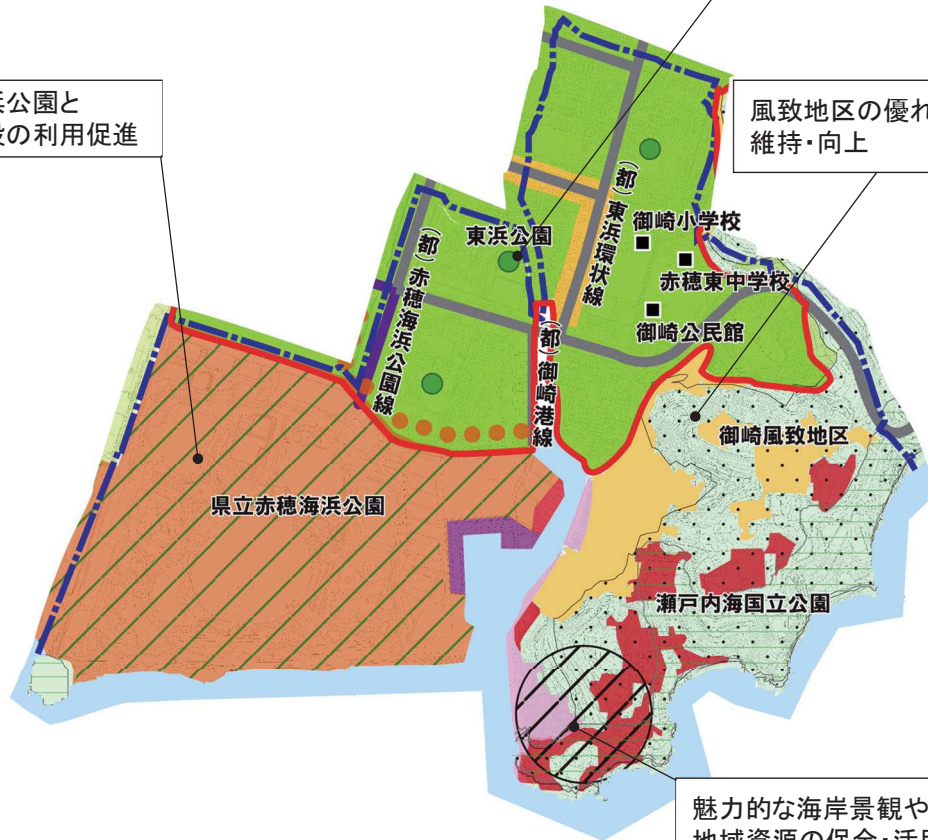 浜公園と
設の利用促進
風致地区の優れ
維持・向上
(都)東浜環状線
御崎小学校
東浜公園
赤穂東中学校
(都)赤穂海浜公園線
御崎公民館
(都)御崎港線
御崎風致地区
県立赤穂海浜公園
瀬戸内海国立公園
魅力的な海岸景観や
地域資源の保全・活用